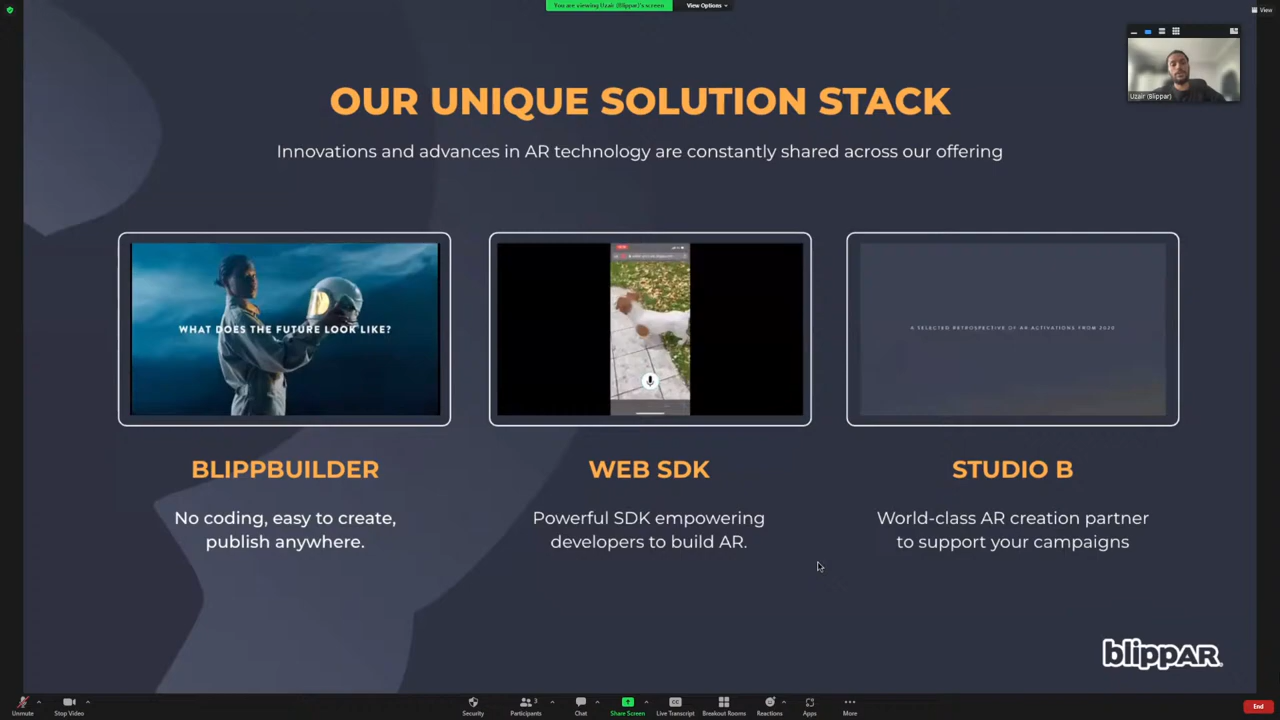 You are viewing Uzair (Blippar)'s screen
View Options
View
Uzair (Blippar)
OUR UNIQUE SOLUTION STACK
Innovations and advances in AR technology are constantly shared across our offering
WHAT DOES THE FUTURE LOOK LIKE?
A SELECTED RETROSPECTIVE OF AR ACTIVATIONS FROM 2020
BLIPPBUILDER
WEB SDK
STUDIO B
No coding, easy to create,
publish anywhere.
Powerful SDK empowering
developers to build AR.
World-class AR creation partner
to support your campaigns
blippAR
Unmute
Stop Video
Security
Participants
3
Chat
Share Screen
CC
Live Transcript
Breakout Rooms
Reactions
Apps
More
End